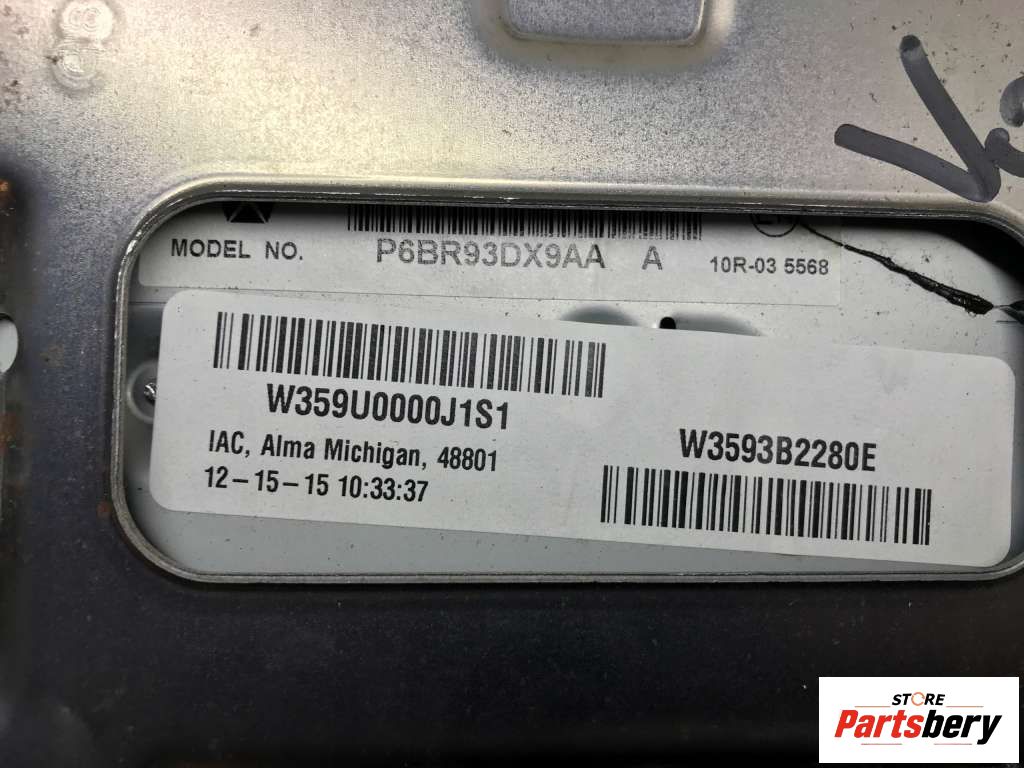 MODEL NO. P6BR93DX9AA A 10R-03 5568
W359U0000J1S1
IAC, Alma Michigan, 48801
12-15-15 10:33:37
W3593B2280E
STORE
Partsbery